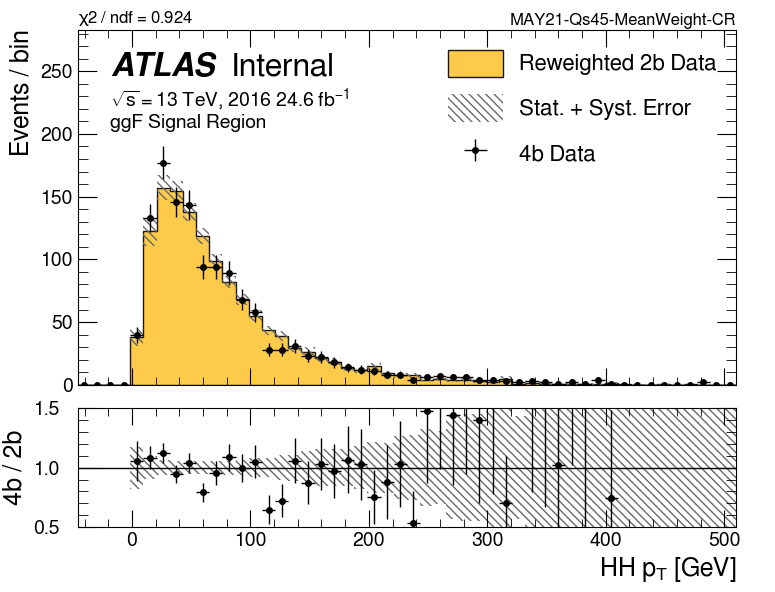 χ2 / ndf = 0.924
MAY21-Qs45-MeanWeight-CR
Events / bin
250
200
150
100
50
0
ATLAS Internal
√s = 13 TeV, 2016 24.6 fb⁻¹
ggF Signal Region
Reweighted 2b Data
Stat. + Syst. Error
4b Data
4b / 2b
1.5
1.0
0.5
0 100 200 300 400 500
HH p_T [GeV]